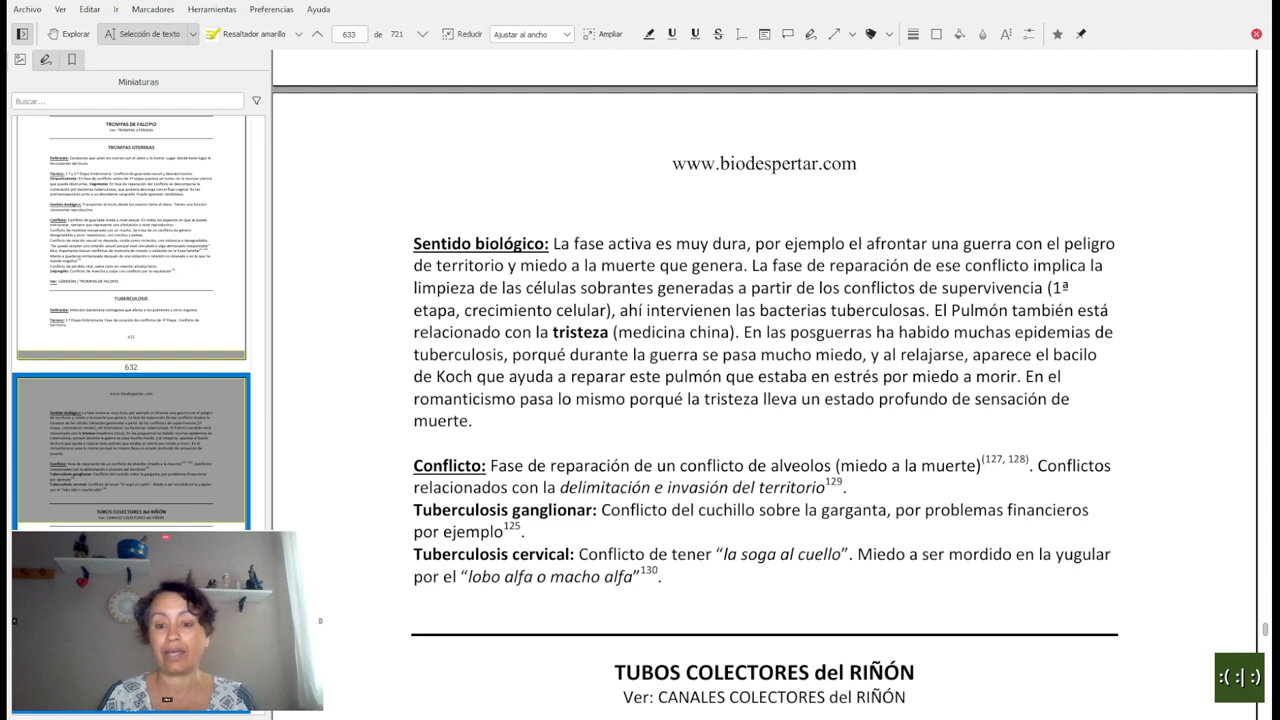 Archivo Ver Editar Ir Marcadores Herramientas Preferencias Ayuda
Explorar Selección de texto Resaltador amarillo 633 de 721 Reducir Ajustar al ancho Ampliar
Miniaturas
Buscar...
TROMPAS DE FALOPIO
Ver: TROMPAS UTERINAS
TROMPAS UTERINAS
TUBERCULOSIS
632
www.biodespertar.com
Sentido biológico: La fase activa es muy dura, por ejemplo en afrontar una guerra con el peligro
de territorio y miedo a la muerte que genera. La fase de reparación de ese conflicto implica la
limpieza de las células sobrantes generadas a partir de los conflictos de supervivencia (1ª
etapa, crecimiento celular), ahí intervienen las bacterias tuberculosas. El Pulmón también está
relacionado con la tristeza (medicina china). En las posguerras ha habido muchas epidemias de
tuberculosis, porqué durante la guerra se pasa mucho miedo, y al relajarse, aparece el bacilo
de Koch que ayuda a reparar este pulmón que estaba en estrés por miedo a morir. En el
romanticismo pasa lo mismo porqué la tristeza lleva un estado profundo de sensación de
muerte.
Conflicto: Fase de reparación de un conflicto de alvéolos (miedo a la muerte)(127, 128). Conflictos
relacionados con la delimitación e invasión del territorio129.
Tuberculosis ganglionar: Conflicto del cuchillo sobre la garganta, por problemas financieros
por ejemplo125.
Tuberculosis cervical: Conflicto de tener “la soga al cuello”. Miedo a ser mordido en la yugular
por el “lobo alfa o macho alfa”130.
TUBOS COLECTORES del RIÑÓN
Ver: CANALES COLECTORES del RIÑÓN
:( :| :)